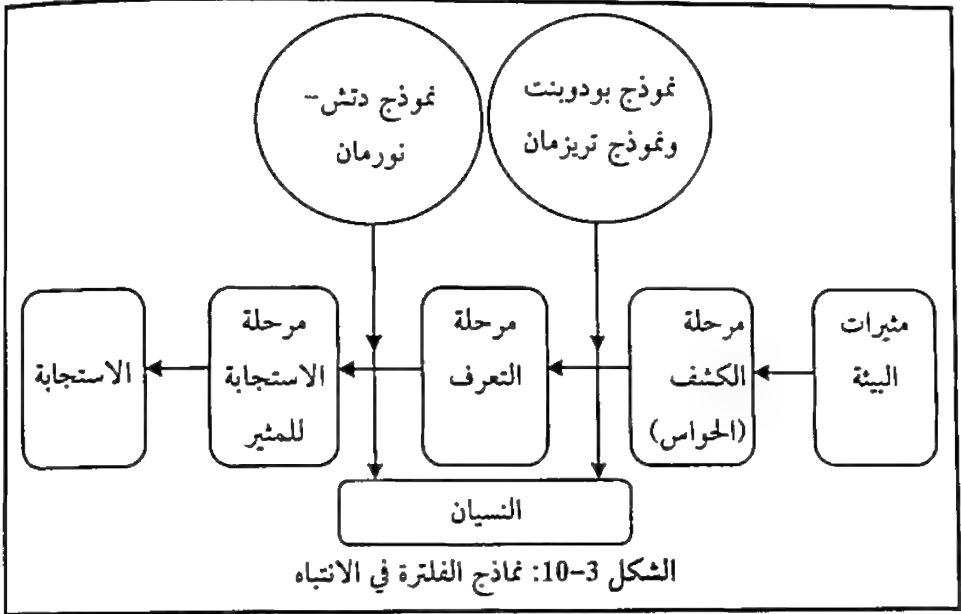 نموذج بودوبنت
ونموذج تريزمان
نموذج دتش-
نورمان
مثيرات
البيئة
مرحلة
الكشف
(الحواس)
مرحلة
التعرف
مرحلة
الاستجابة
للمثير
الاستجابة
النسيان
الشكل 3-10: نماذج الفلترة في الانتباه